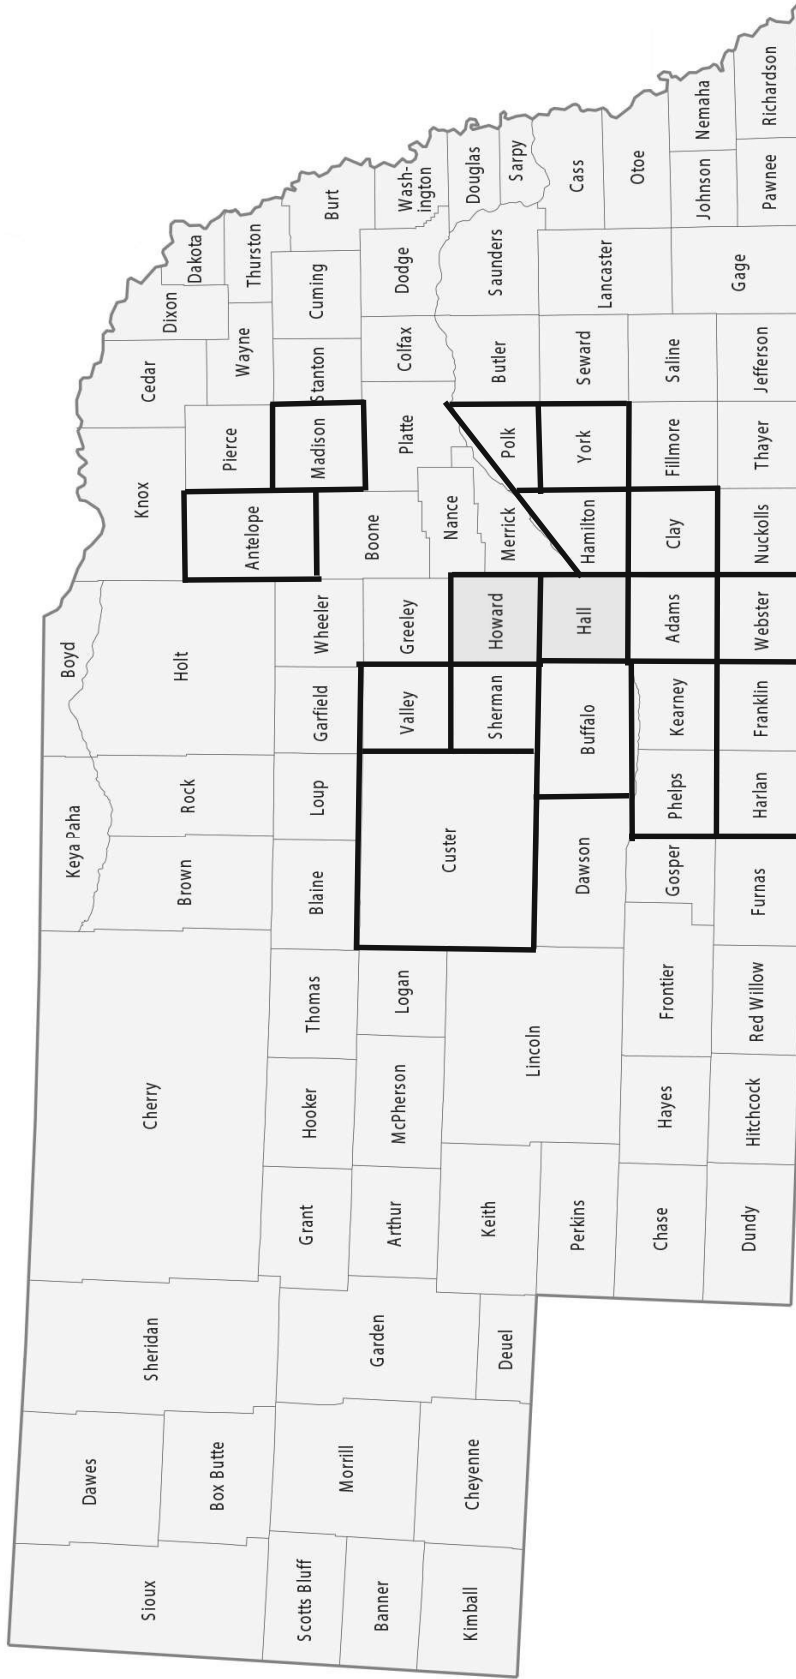 Sioux
Dawes
Box Butte
Sheridan
Scotts Bluff
Banner
Kimball
Morrill
Cheyenne
Garden
Deuel
Cherry
Grant
Hooker
Thomas
Arthur
McPherson
Logan
Keith
Perkins
Lincoln
Chase
Hayes
Frontier
Dundy
Hitchcock
Red Willow
Keya Paha
Brown
Rock
Blaine
Loup
Custer
Dawson
Gosper
Furnas
Boyd
Holt
Garfield
Wheeler
Valley
Greeley
Sherman
Howard
Buffalo
Hall
Phelps
Kearney
Adams
Harlan
Franklin
Webster
Knox
Antelope
Pierce
Madison
Boone
Platte
Nance
Merrick
Polk
Hamilton
York
Clay
Fillmore
Nuckolls
Thayer
Cedar
Dixon
Dakota
Wayne
Thurston
Stanton
Cuming
Burt
Colfax
Dodge
Wash-
ington
Butler
Saunders
Douglas
Sarpy
Seward
Lancaster
Cass
Otoe
Saline
Jefferson
Gage
Johnson
Nemaha
Pawnee
Richardson